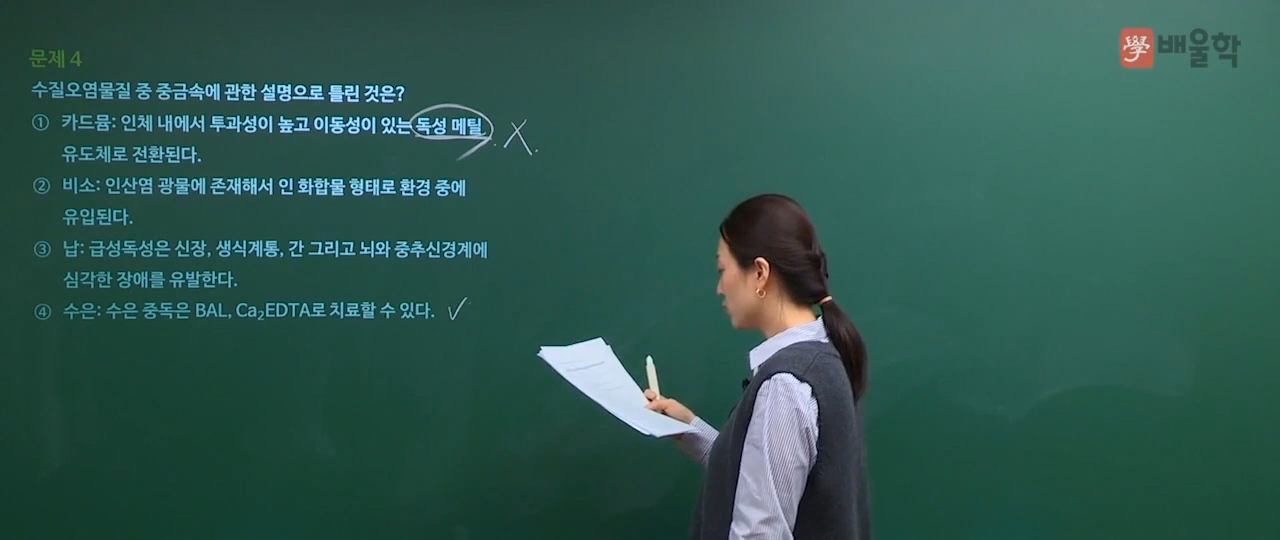 學배울학
문제 4
수질오염물질 중 중금속에 관한 설명으로 틀린 것은?
① 카드뮴: 인체 내에서 투과성이 높고 이동성이 있는 독성 메틸 X.
유도체로 전환된다.
② 비소: 인산염 광물에 존재해서 인 화합물 형태로 환경 중에
유입된다.
③ 납: 급성독성은 신장, 생식계통, 간 그리고 뇌와 중추신경계에
심각한 장애를 유발한다.
④ 수은: 수은 중독은 BAL, Ca₂EDTA로 치료할 수 있다. ✓